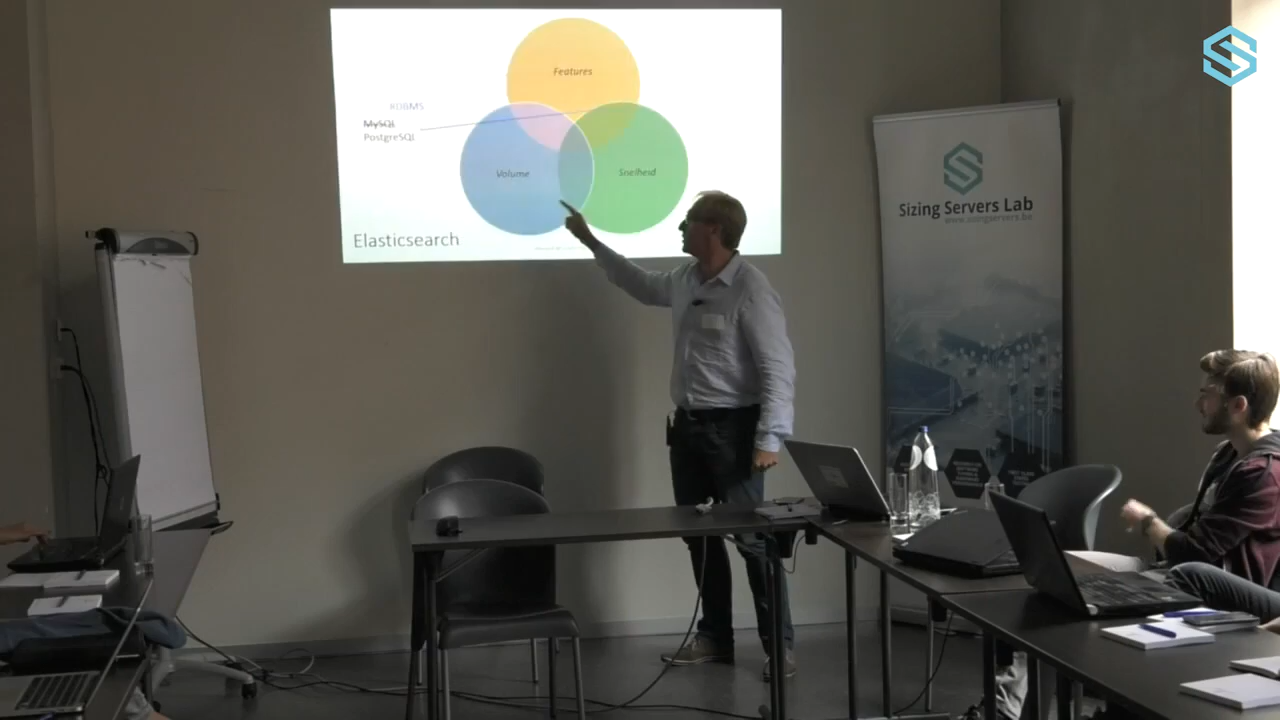 Features
RDBMS
MySQL
PostgreSQL
Volume
Snelheid
Elasticsearch
Sizing Servers Lab
www.sizingservers.be